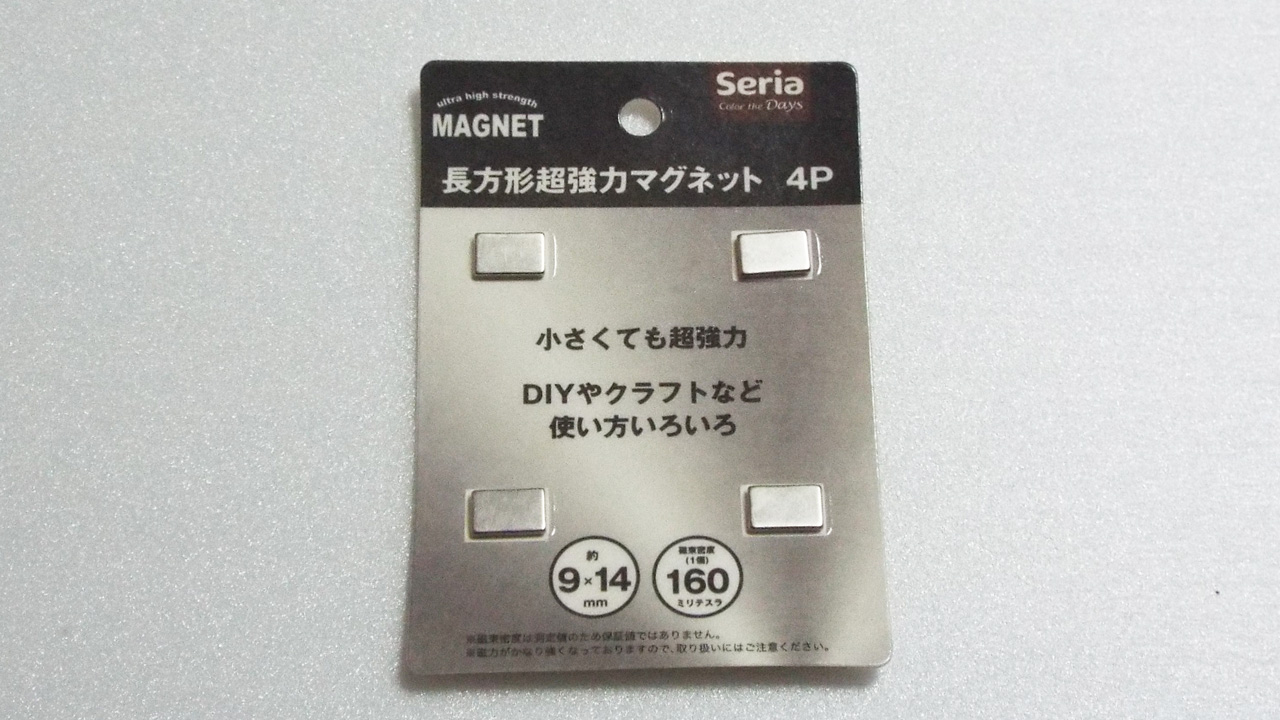 ultra high strength
MAGNET
Seria
Color the Days
長方形超強力マグネット 4P
小さくても超強力
DIYやクラフトなど
使い方いろいろ
約
9×14
mm
磁束密度
(1個)
160
ミリテスラ
※磁束密度は測定値のため保証値ではありません。
※磁力がかなり強くなっておりますので、取り扱いにはご注意ください。